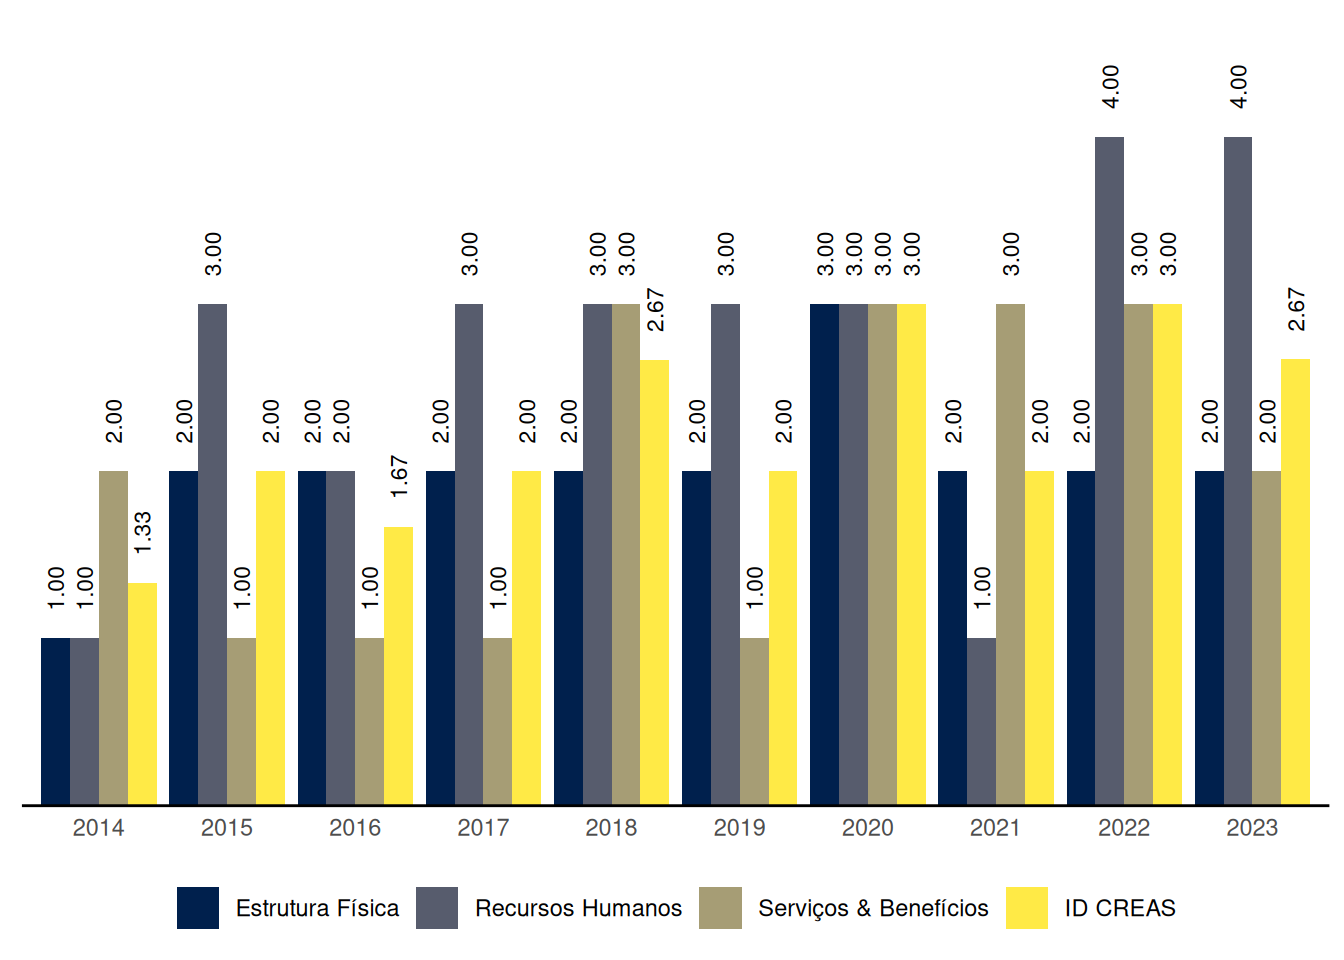 4.00 4.00
3.00 3.00 3.00 3.00 3.00 3.00 3.00 3.00 3.00 3.00 3.00 3.00
2.67 2.67
2.00 2.00 2.00 2.00 2.00 2.00 2.00 2.00 2.00 2.00 2.00 2.00 2.00 2.00 2.00
1.67
1.33
1.00 1.00 1.00 1.00 1.00 1.00 1.00
2014 2015 2016 2017 2018 2019 2020 2021 2022 2023
Estrutura Física Recursos Humanos Serviços & Benefícios ID CREAS